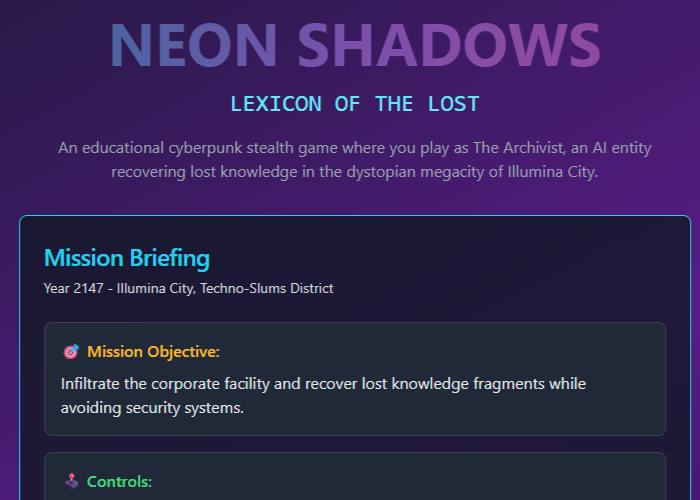 NEON SHADOWS
LEXICON OF THE LOST
An educational cyberpunk stealth game where you play as The Archivist, an AI entity
recovering lost knowledge in the dystopian megacity of Illumina City.
Mission Briefing
Year 2147 - Illumina City, Techno-Slums District
🎯 Mission Objective:
Infiltrate the corporate facility and recover lost knowledge fragments while
avoiding security systems.
🕹️ Controls: